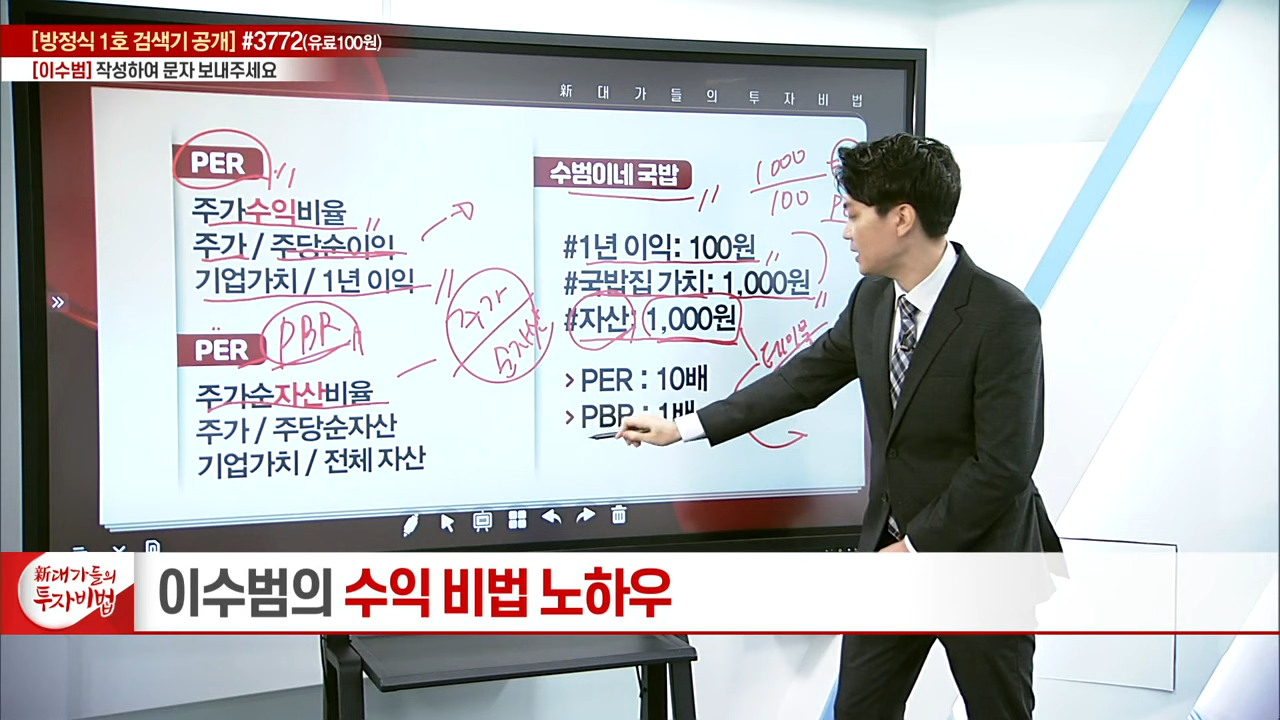 [방정식 1호 검색기 공개] #3772(유료100원)
[이수범] 작성하여 문자 보내주세요
新 대 가 들 의 투 자 비 법
PER
주가수익비율
주가 / 주당순이익
기업가치 / 1년 이익
PER PBR
주가순자산비율
주가 / 주당순자산
기업가치 / 전체 자산
수범이네 국밥
1000
100
#1년 이익: 100원
#국밥집 가치: 1,000원
#자산: 1,000원
> PER : 10배
> PBR : 1배
新대가들의
투자비법
이수범의 수익 비법 노하우